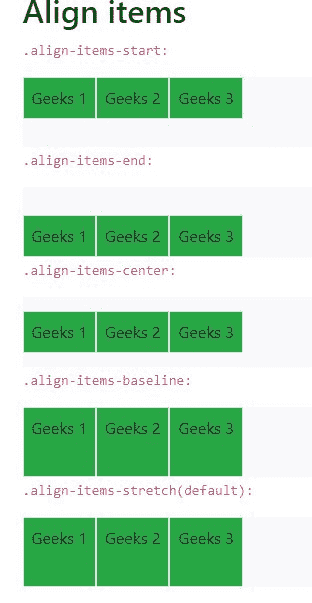 Align items
.align-items-start:
Geeks 1 Geeks 2 Geeks 3
.align-items-end:
Geeks 1 Geeks 2 Geeks 3
.align-items-center:
Geeks 1 Geeks 2 Geeks 3
.align-items-baseline:
Geeks 1 Geeks 2 Geeks 3
.align-items-stretch(default):
Geeks 1 Geeks 2 Geeks 3